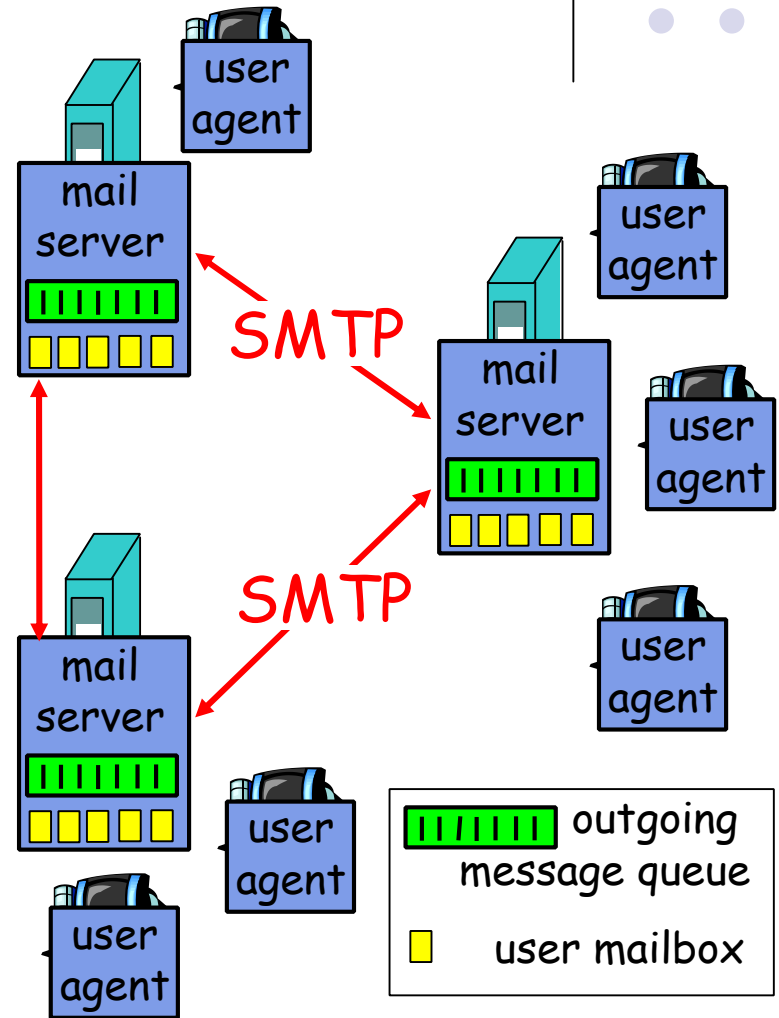 user
agent
mail
server
user
agent
SMTP
mail
server
user
agent
SMTP
user
agent
mail
server
user
agent
outgoing
message queue
user mailbox
user
agent